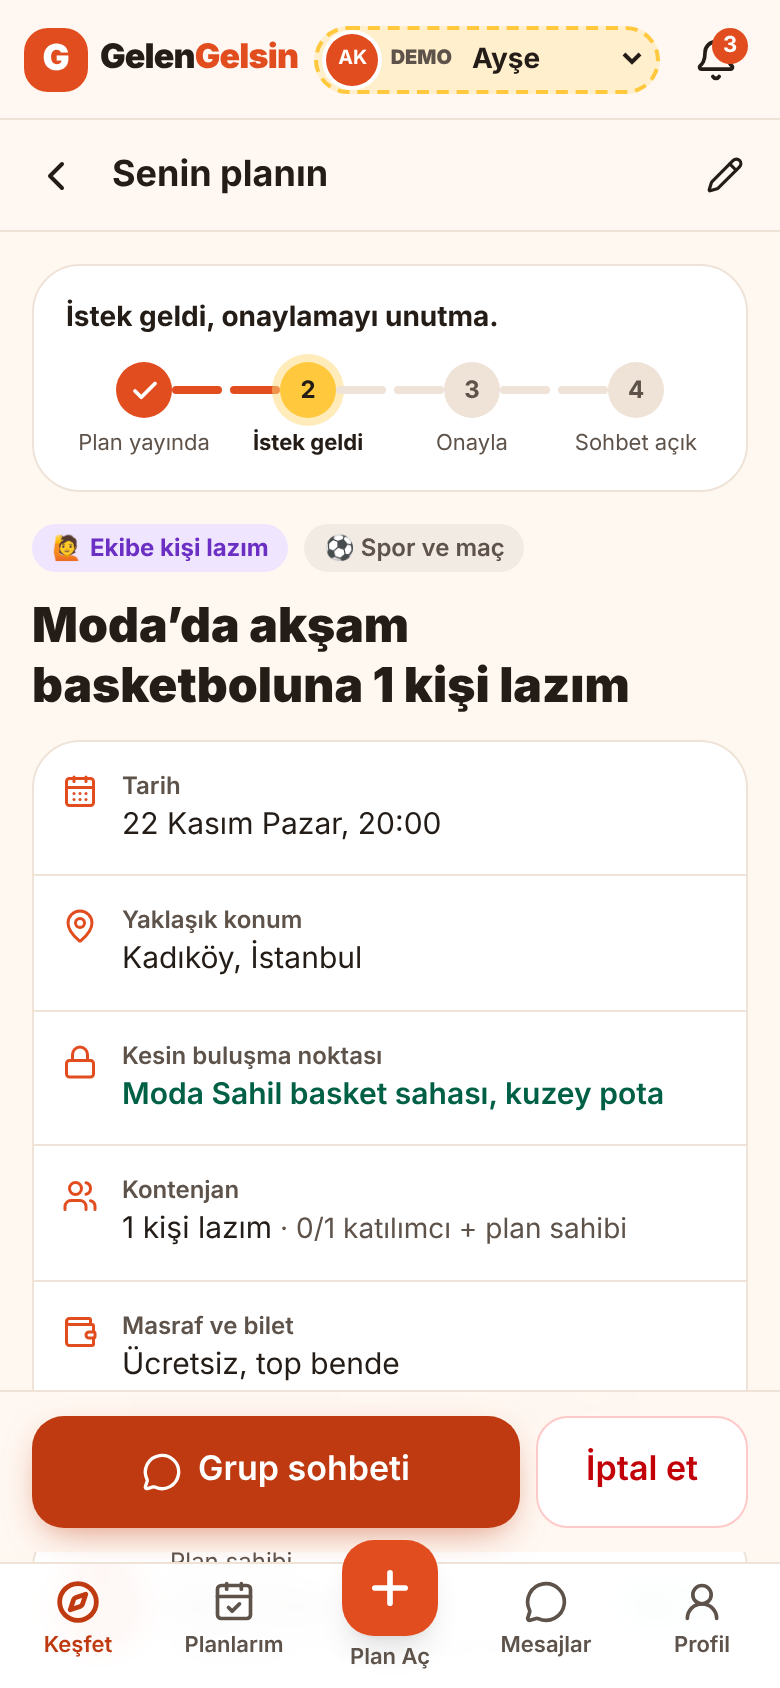 G GelenGelsin AK DEMO Ayşe 3
Senin planın
İstek geldi, onaylamayı unutma.
2 3 4
Plan yayında İstek geldi Onayla Sohbet açık
Ekibe kişi lazım Spor ve maç
Moda’da akşam
basketboluna 1 kişi lazım
Tarih
22 Kasım Pazar, 20:00
Yaklaşık konum
Kadıköy, İstanbul
Kesin buluşma noktası
Moda Sahil basket sahası, kuzey pota
Kontenjan
1 kişi lazım · 0/1 katılımcı + plan sahibi
Masraf ve bilet
Ücretsiz, top bende
Grup sohbeti İptal et
Plan sahibi
Keşfet Planlarım Plan Aç Mesajlar Profil